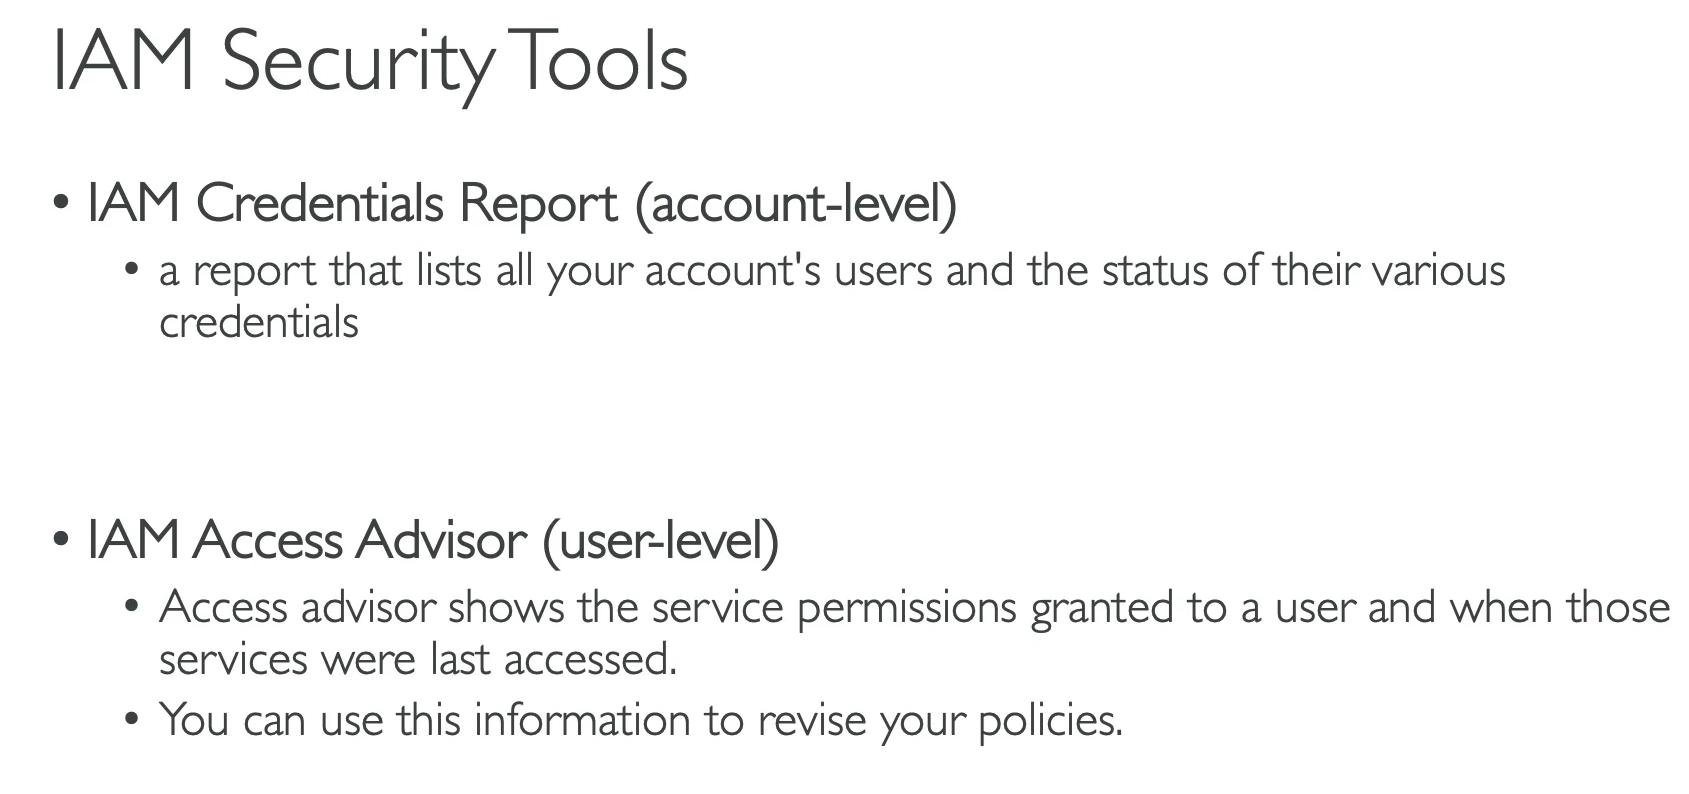 IAM Security Tools
• IAM Credentials Report (account-level)
• a report that lists all your account's users and the status of their various
credentials
• IAM Access Advisor (user-level)
• Access advisor shows the service permissions granted to a user and when those
services were last accessed.
• You can use this information to revise your policies.